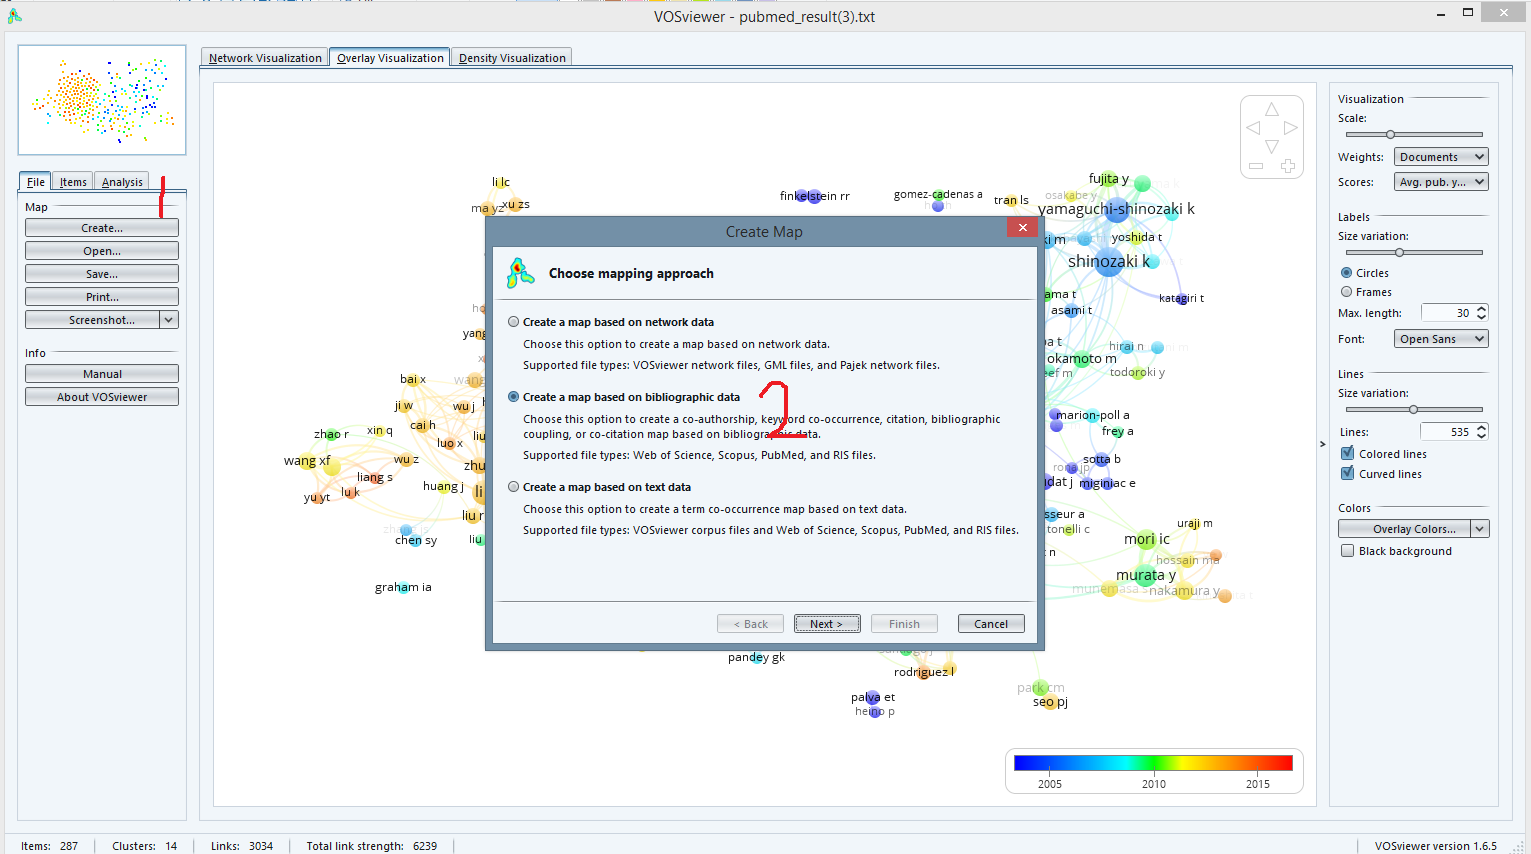 VOSviewer - pubmed_result(3).txt
Network Visualization
Overlay Visualization
Density Visualization
File
Items
Analysis
1
Map
Create...
Open...
Save...
Print...
Screenshot...
Info
Manual
About VOSviewer
li lc
ma yz
xu zs
finkelstein rr
gomez-cadenas a
tran ls
osakabe y
fujita y
yamaguchi-shinozaki k
yoshida t
shinozaki k
katagiri t
asami t
hirai n
okamoto m
todoroki y
marion-poll a
frey a
sotta b
rona jp
miginiac e
tonelli c
uraji m
mori ic
hossain ma
murata y
munemasa s
nakamura y
bai x
ji w
wu j
cai h
xin q
zhao r
luo x
wang xf
wu z
liang s
lu k
yu yt
huang j
chen sy
graham ia
pandey gk
rodriguez l
palva et
heino p
park cm
seo pj
Create Map
Choose mapping approach
Create a map based on network data
Choose this option to create a map based on network data.
Supported file types: VOSviewer network files, GML files, and Pajek network files.
Create a map based on bibliographic data
2
Choose this option to create a co-authorship, keyword co-occurrence, citation, bibliographic
coupling, or co-citation map based on bibliographic data.
Supported file types: Web of Science, Scopus, PubMed, and RIS files.
Create a map based on text data
Choose this option to create a term co-occurrence map based on text data.
Supported file types: VOSviewer corpus files and Web of Science, Scopus, PubMed, and RIS files.
< Back
Next >
Finish
Cancel
2005
2010
2015
Visualization
Scale:
Weights: Documents
Scores: Avg. pub. y...
Labels
Size variation:
Circles
Frames
Max. length: 30
Font: Open Sans
Lines
Size variation:
Lines: 535
Colored lines
Curved lines
Colors
Overlay Colors...
Black background
Items: 287
Clusters: 14
Links: 3034
Total link strength: 6239
VOSviewer version 1.6.5